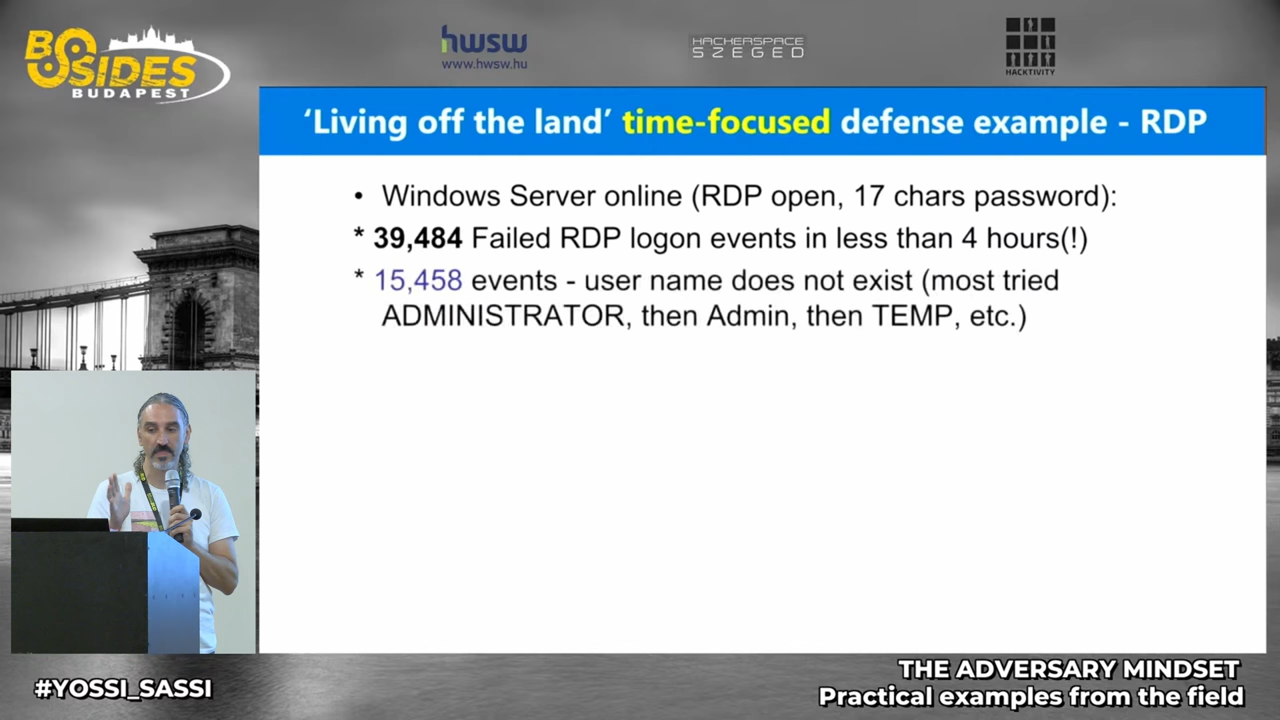 BSIDES
BUDAPEST
hwsw
www.hwsw.hu
HACKERSPACE
SZEGED
HACKTIVITY
‘Living off the land’ time-focused defense example - RDP
• Windows Server online (RDP open, 17 chars password):
* 39,484 Failed RDP logon events in less than 4 hours(!)
* 15,458 events - user name does not exist (most tried
ADMINISTRATOR, then Admin, then TEMP, etc.)
#YOSSI_SASSI
THE ADVERSARY MINDSET
Practical examples from the field